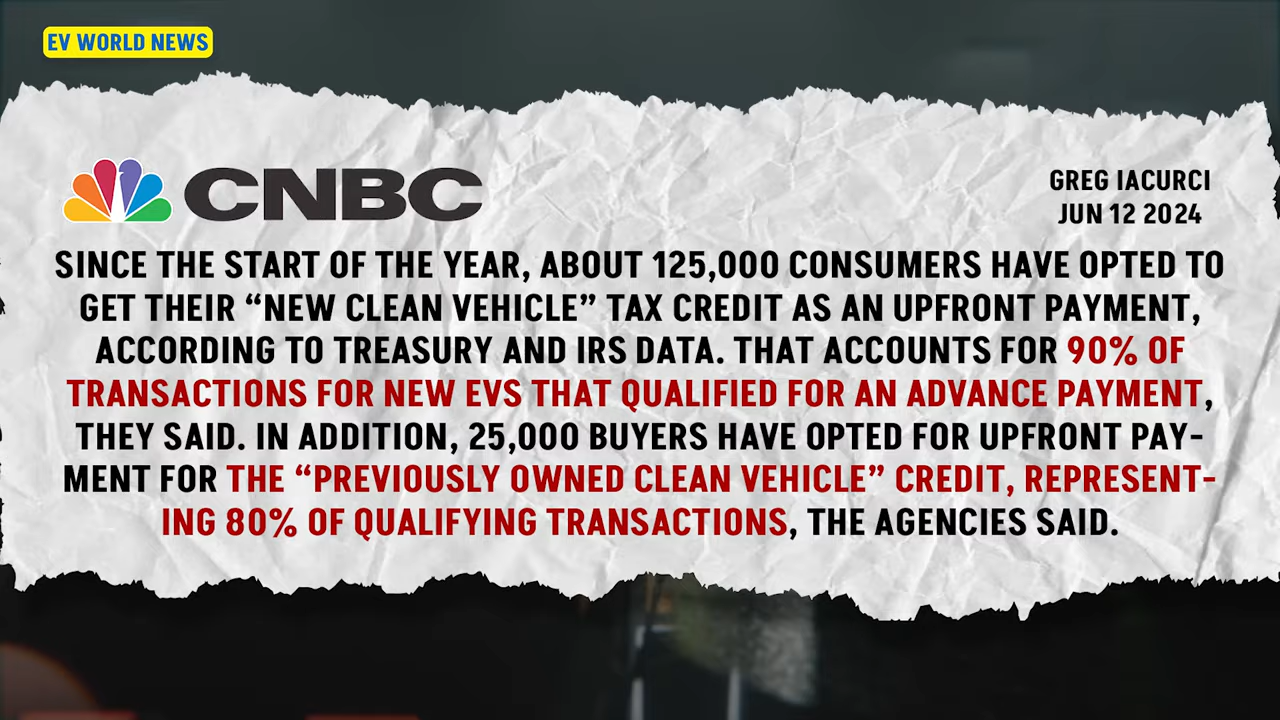 EV WORLD NEWS
CNBC
GREG IACURCI
JUN 12 2024
SINCE THE START OF THE YEAR, ABOUT 125,000 CONSUMERS HAVE OPTED TO
GET THEIR “NEW CLEAN VEHICLE” TAX CREDIT AS AN UPFRONT PAYMENT,
ACCORDING TO TREASURY AND IRS DATA. THAT ACCOUNTS FOR 90% OF
TRANSACTIONS FOR NEW EVS THAT QUALIFIED FOR AN ADVANCE PAYMENT,
THEY SAID. IN ADDITION, 25,000 BUYERS HAVE OPTED FOR UPFRONT PAY-
MENT FOR THE “PREVIOUSLY OWNED CLEAN VEHICLE” CREDIT, REPRESENT-
ING 80% OF QUALIFYING TRANSACTIONS, THE AGENCIES SAID.